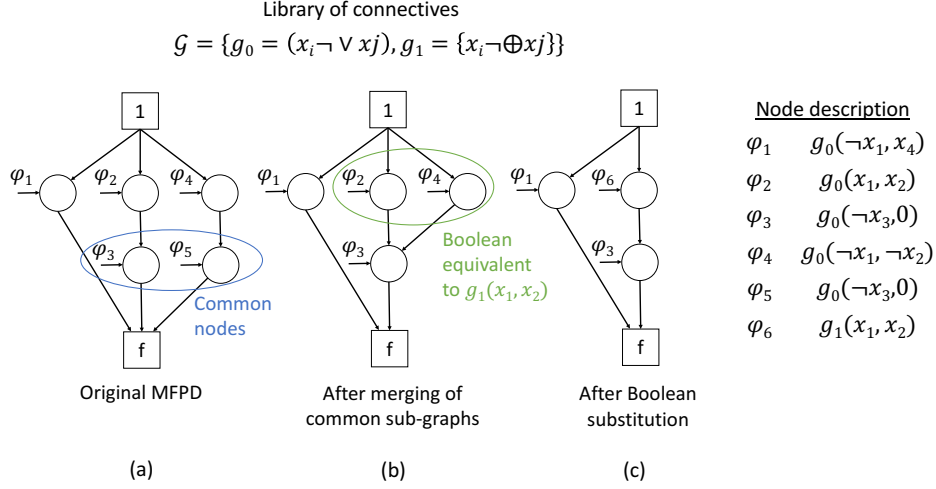 Library of connectives
𝒢 = {g₀ = (xᵢ¬ ∨ xj), g₁ = {xᵢ¬⊕xj}}
1
1
1
Node description
φ₁ φ₂ φ₄
φ₁ φ₂ φ₄
φ₁ φ₆
φ₁ g₀(¬x₁, x₄)
φ₂ g₀(x₁, x₂)
φ₃ g₀(¬x₃,0)
φ₄ g₀(¬x₁, ¬x₂)
φ₅ g₀(¬x₃,0)
φ₆ g₁(x₁, x₂)
φ₃ φ₅
Common
nodes
φ₃
Boolean
equivalent
to g₁(x₁, x₂)
φ₃
f
f
f
Original MFPD
After merging of
common sub-graphs
After Boolean
substitution
(a)
(b)
(c)